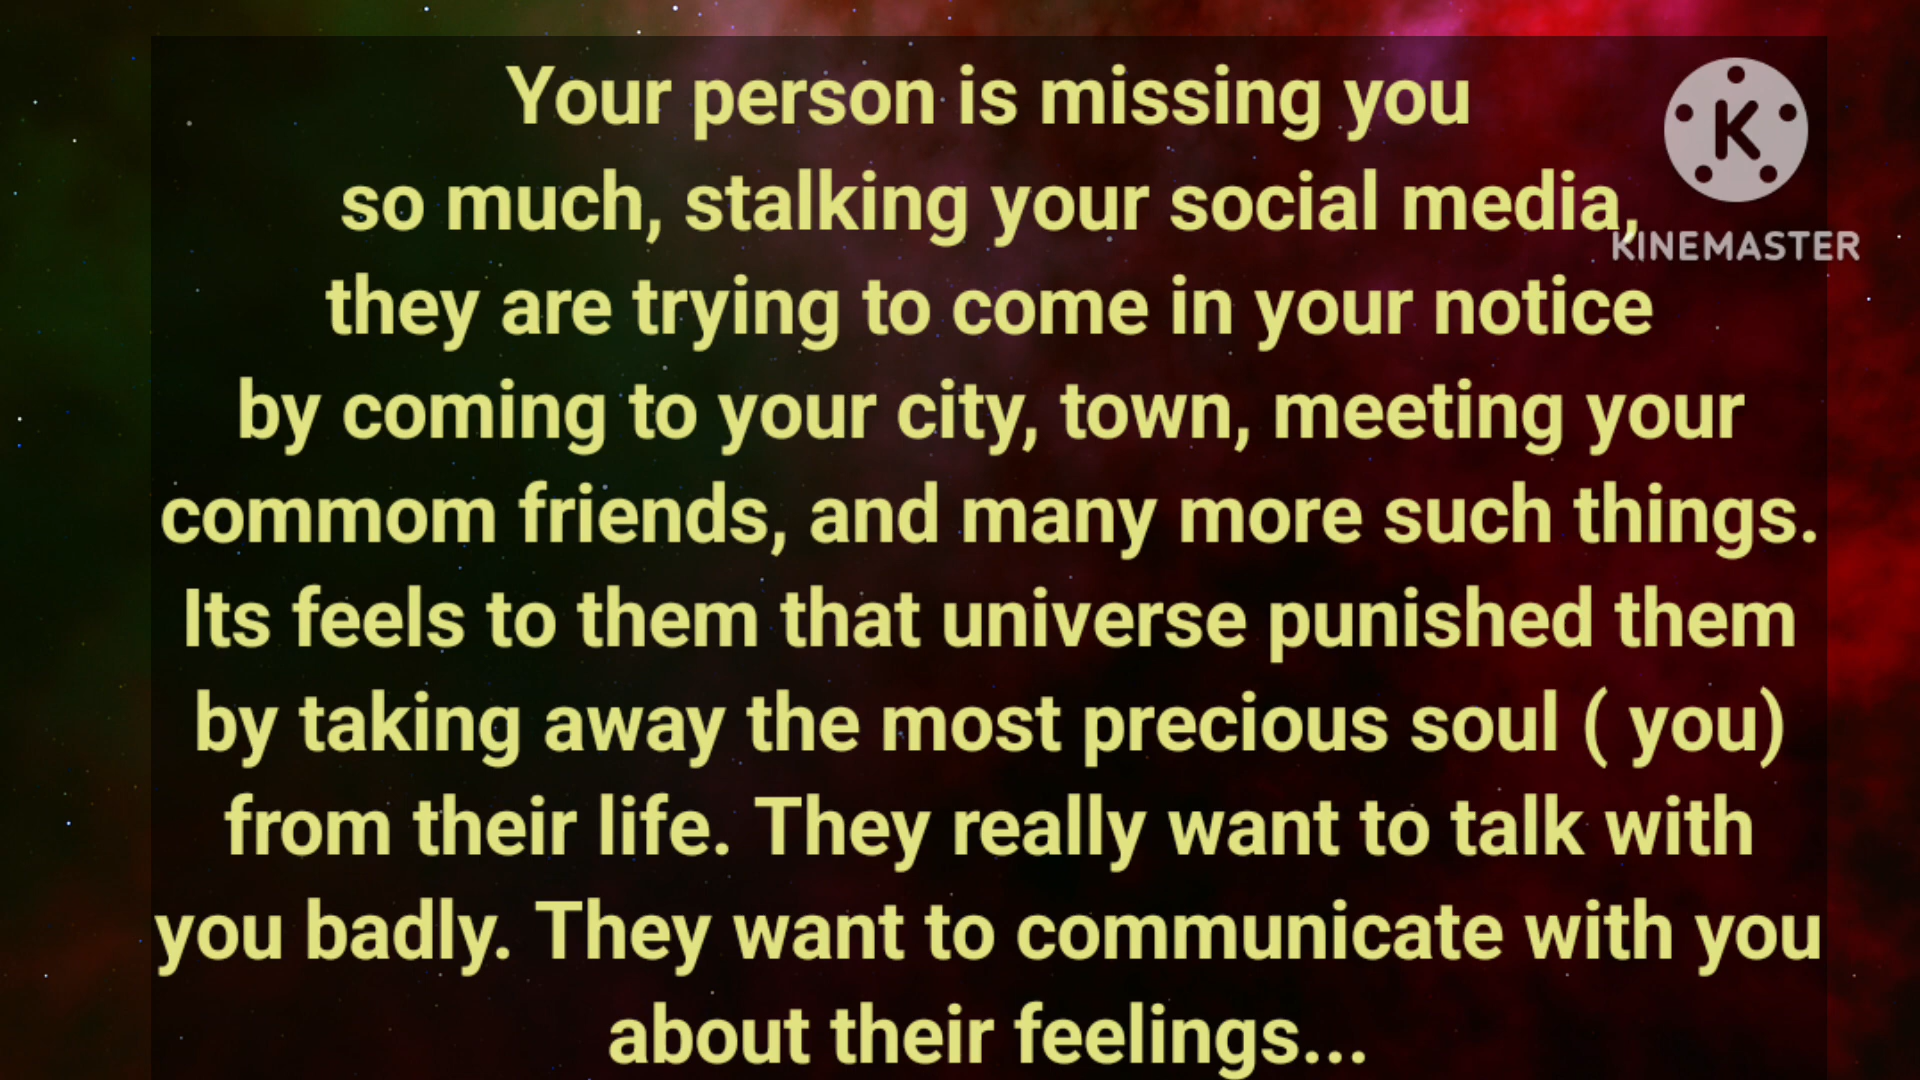 Your person is missing you
so much, stalking your social media,
KINEMASTER
they are trying to come in your notice
by coming to your city, town, meeting your
commom friends, and many more such things.
Its feels to them that universe punished them
by taking away the most precious soul ( you)
from their life. They really want to talk with
you badly. They want to communicate with you
about their feelings...